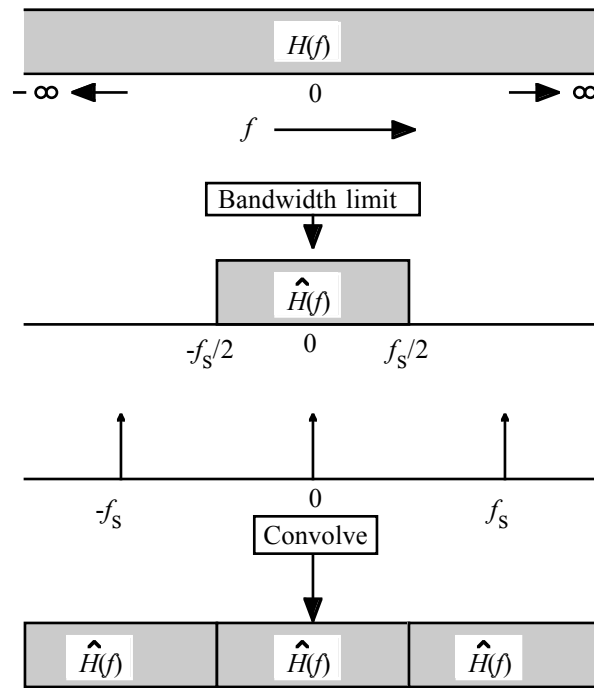 H(f)
− ∞ 0 ∞
f
Bandwidth limit
Ĥ(f)
-fₛ/2 0 fₛ/2
-fₛ 0 fₛ
Convolve
Ĥ(f) Ĥ(f) Ĥ(f)